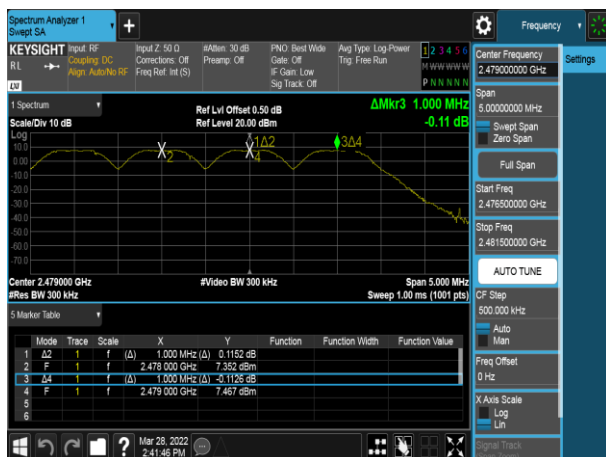 Spectrum Analyzer 1
Swept SA
+
Frequency
KEYSIGHT Input: RF Input Z: 50 Ω #Atten: 30 dB PNO: Best Wide Avg Type: Log-Power 1 2 3 4 5 6
RL Coupling: DC Corrections: Off Preamp: Off Gate: Off Trig: Free Run M W W W W W
Align: Auto/No RF Freq Ref: Int (S) IF Gain: Low
Sig Track: Off P N N N N N
LXI
Center Frequency
2.479000000 GHz
Settings
Span
5.00000000 MHz
Swept Span
Zero Span
Full Span
Start Freq
2.476500000 GHz
Stop Freq
2.481500000 GHz
AUTO TUNE
CF Step
500.000 kHz
Auto
Man
Freq Offset
0 Hz
X Axis Scale
Log
Lin
Signal Track
1 Spectrum
Scale/Div 10 dB
Ref Lvl Offset 0.50 dB
Ref Level 20.00 dBm
ΔMkr3 1.000 MHz
-0.11 dB
Log
10.0
0.00
-10.0
-20.0
-30.0
-40.0
-50.0
-60.0
-70.0
2
1Δ2
4
3Δ4
Center 2.479000 GHz #Video BW 300 kHz Span 5.000 MHz
#Res BW 300 kHz Sweep 1.00 ms (1001 pts)
5 Marker Table
Mode Trace Scale X Y Function Function Width Function Value
1 Δ2 1 f (Δ) 1.000 MHz (Δ) 0.1152 dB
2 F 1 f 2.478 000 GHz 7.352 dBm
3 Δ4 1 f (Δ) 1.000 MHz (Δ) -0.1126 dB
4 F 1 f 2.479 000 GHz 7.467 dBm
5
6
?
Mar 28, 2022
2:41:46 PM